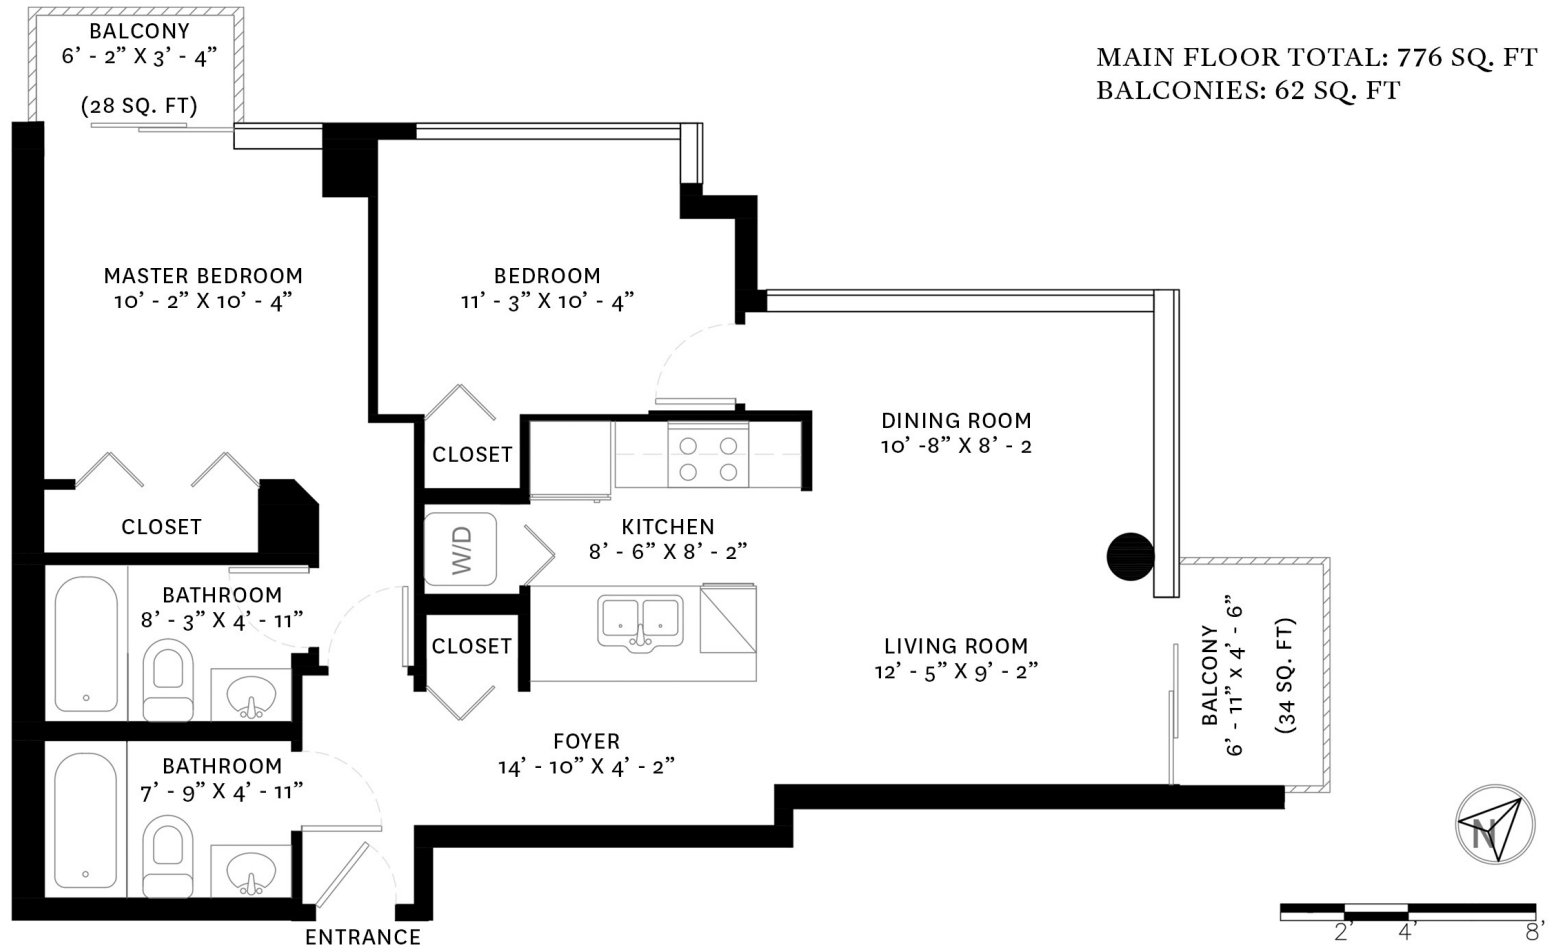 BALCONY
6’ - 2” X 3’ - 4”
(28 SQ. FT)
MAIN FLOOR TOTAL: 776 SQ. FT
BALCONIES: 62 SQ. FT
MASTER BEDROOM
10’ - 2” X 10’ - 4”
BEDROOM
11’ - 3” X 10’ - 4”
DINING ROOM
10’ -8” X 8’ - 2
CLOSET
CLOSET
KITCHEN
8’ - 6” X 8’ - 2”
W/D
BATHROOM
8’ - 3” X 4’ - 11”
CLOSET
LIVING ROOM
12’ - 5” X 9’ - 2”
BALCONY
6’ - 11” x 4’ - 6”
(34 SQ. FT)
FOYER
14’ - 10” X 4’ - 2”
BATHROOM
7’ - 9” X 4’ - 11”
N
ENTRANCE
2' 4' 8'